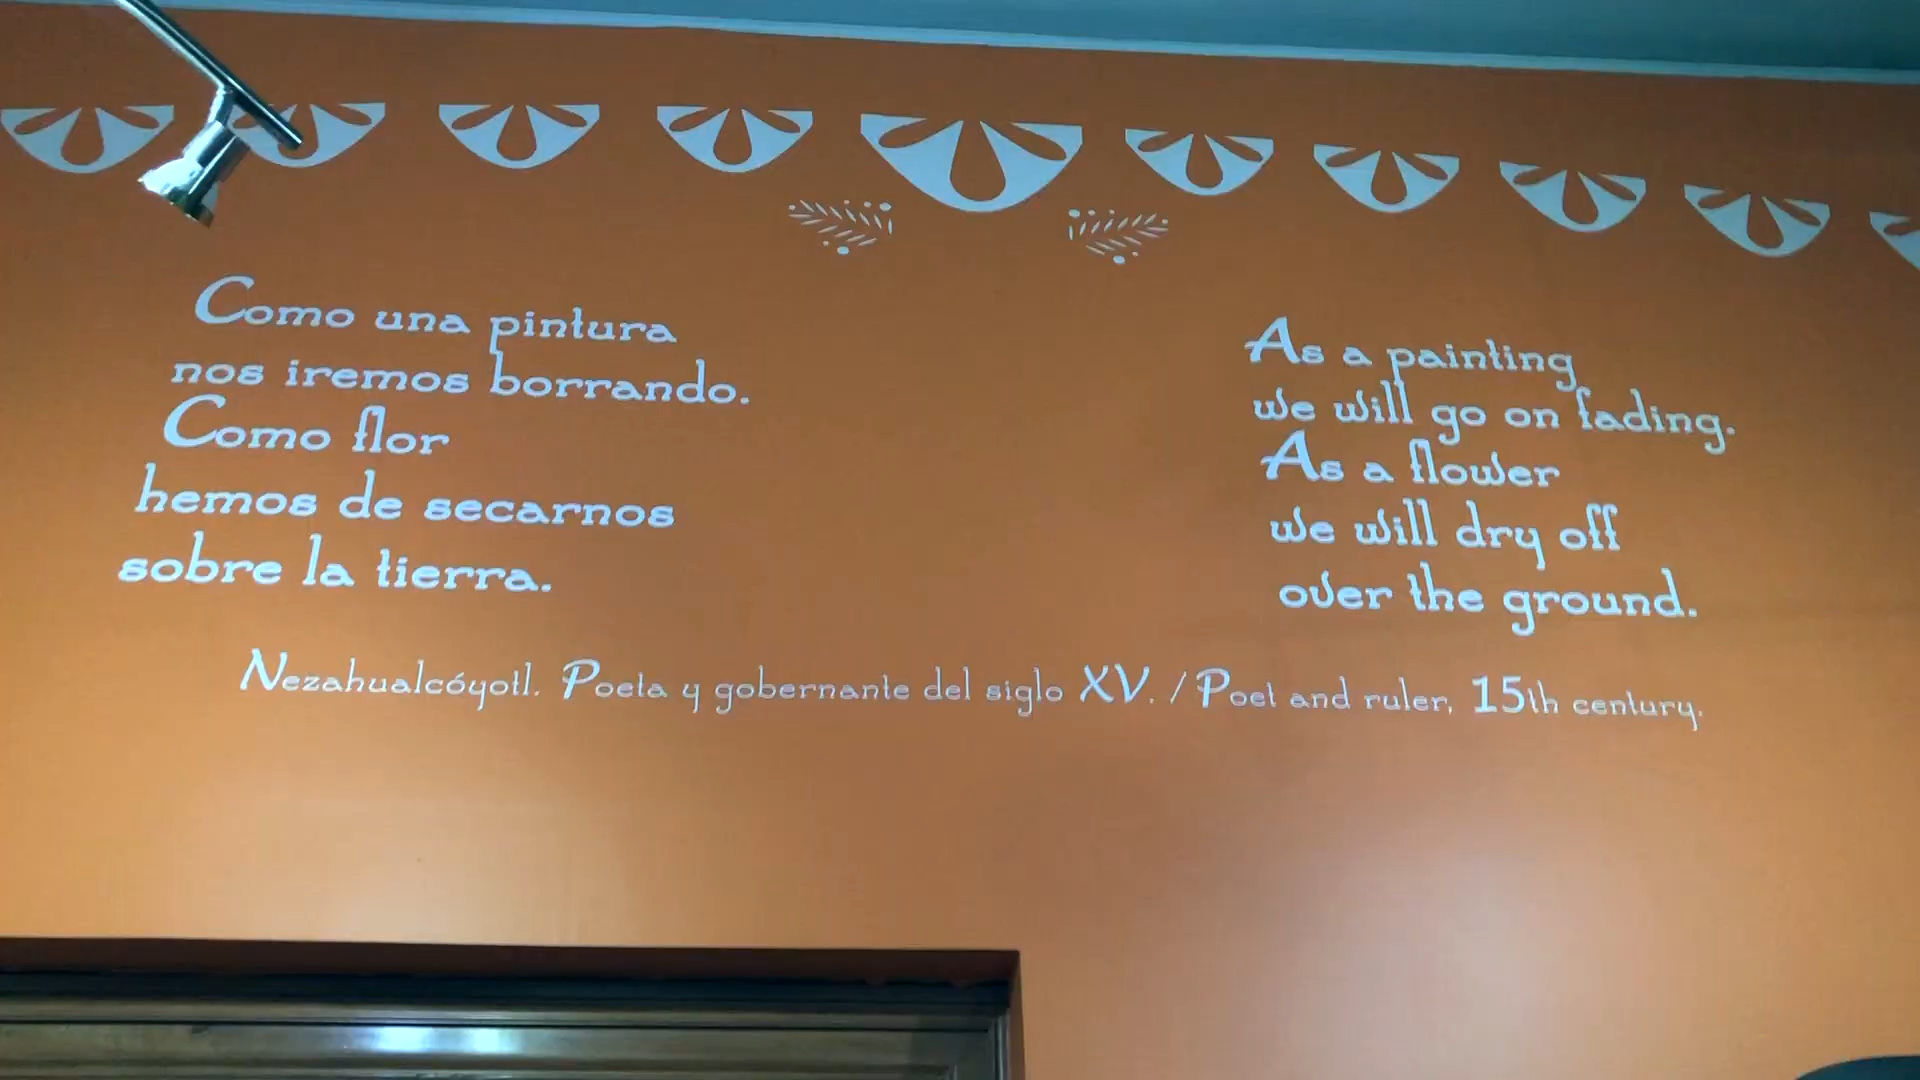 Como una pintura
nos iremos borrando.
Como flor
hemos de secarnos
sobre la tierra.
As a painting
we will go on fading.
As a flower
we will dry off
over the ground.
Nezahualcóyotl. Poeta y gobernante del siglo XV. / Poet and ruler, 15th century.